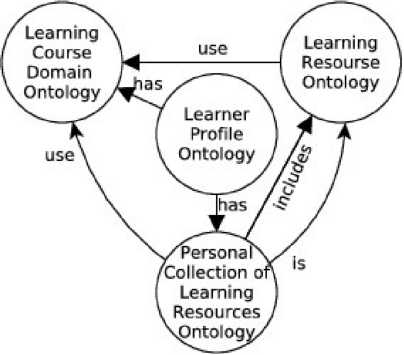 Learning
Course
Domain
Ontology
use
Learning
Resourse
Ontology
has
Learner
Profile
Ontology
use
has
includes
is
Personal
Collection of
Learning
Resources
Ontology